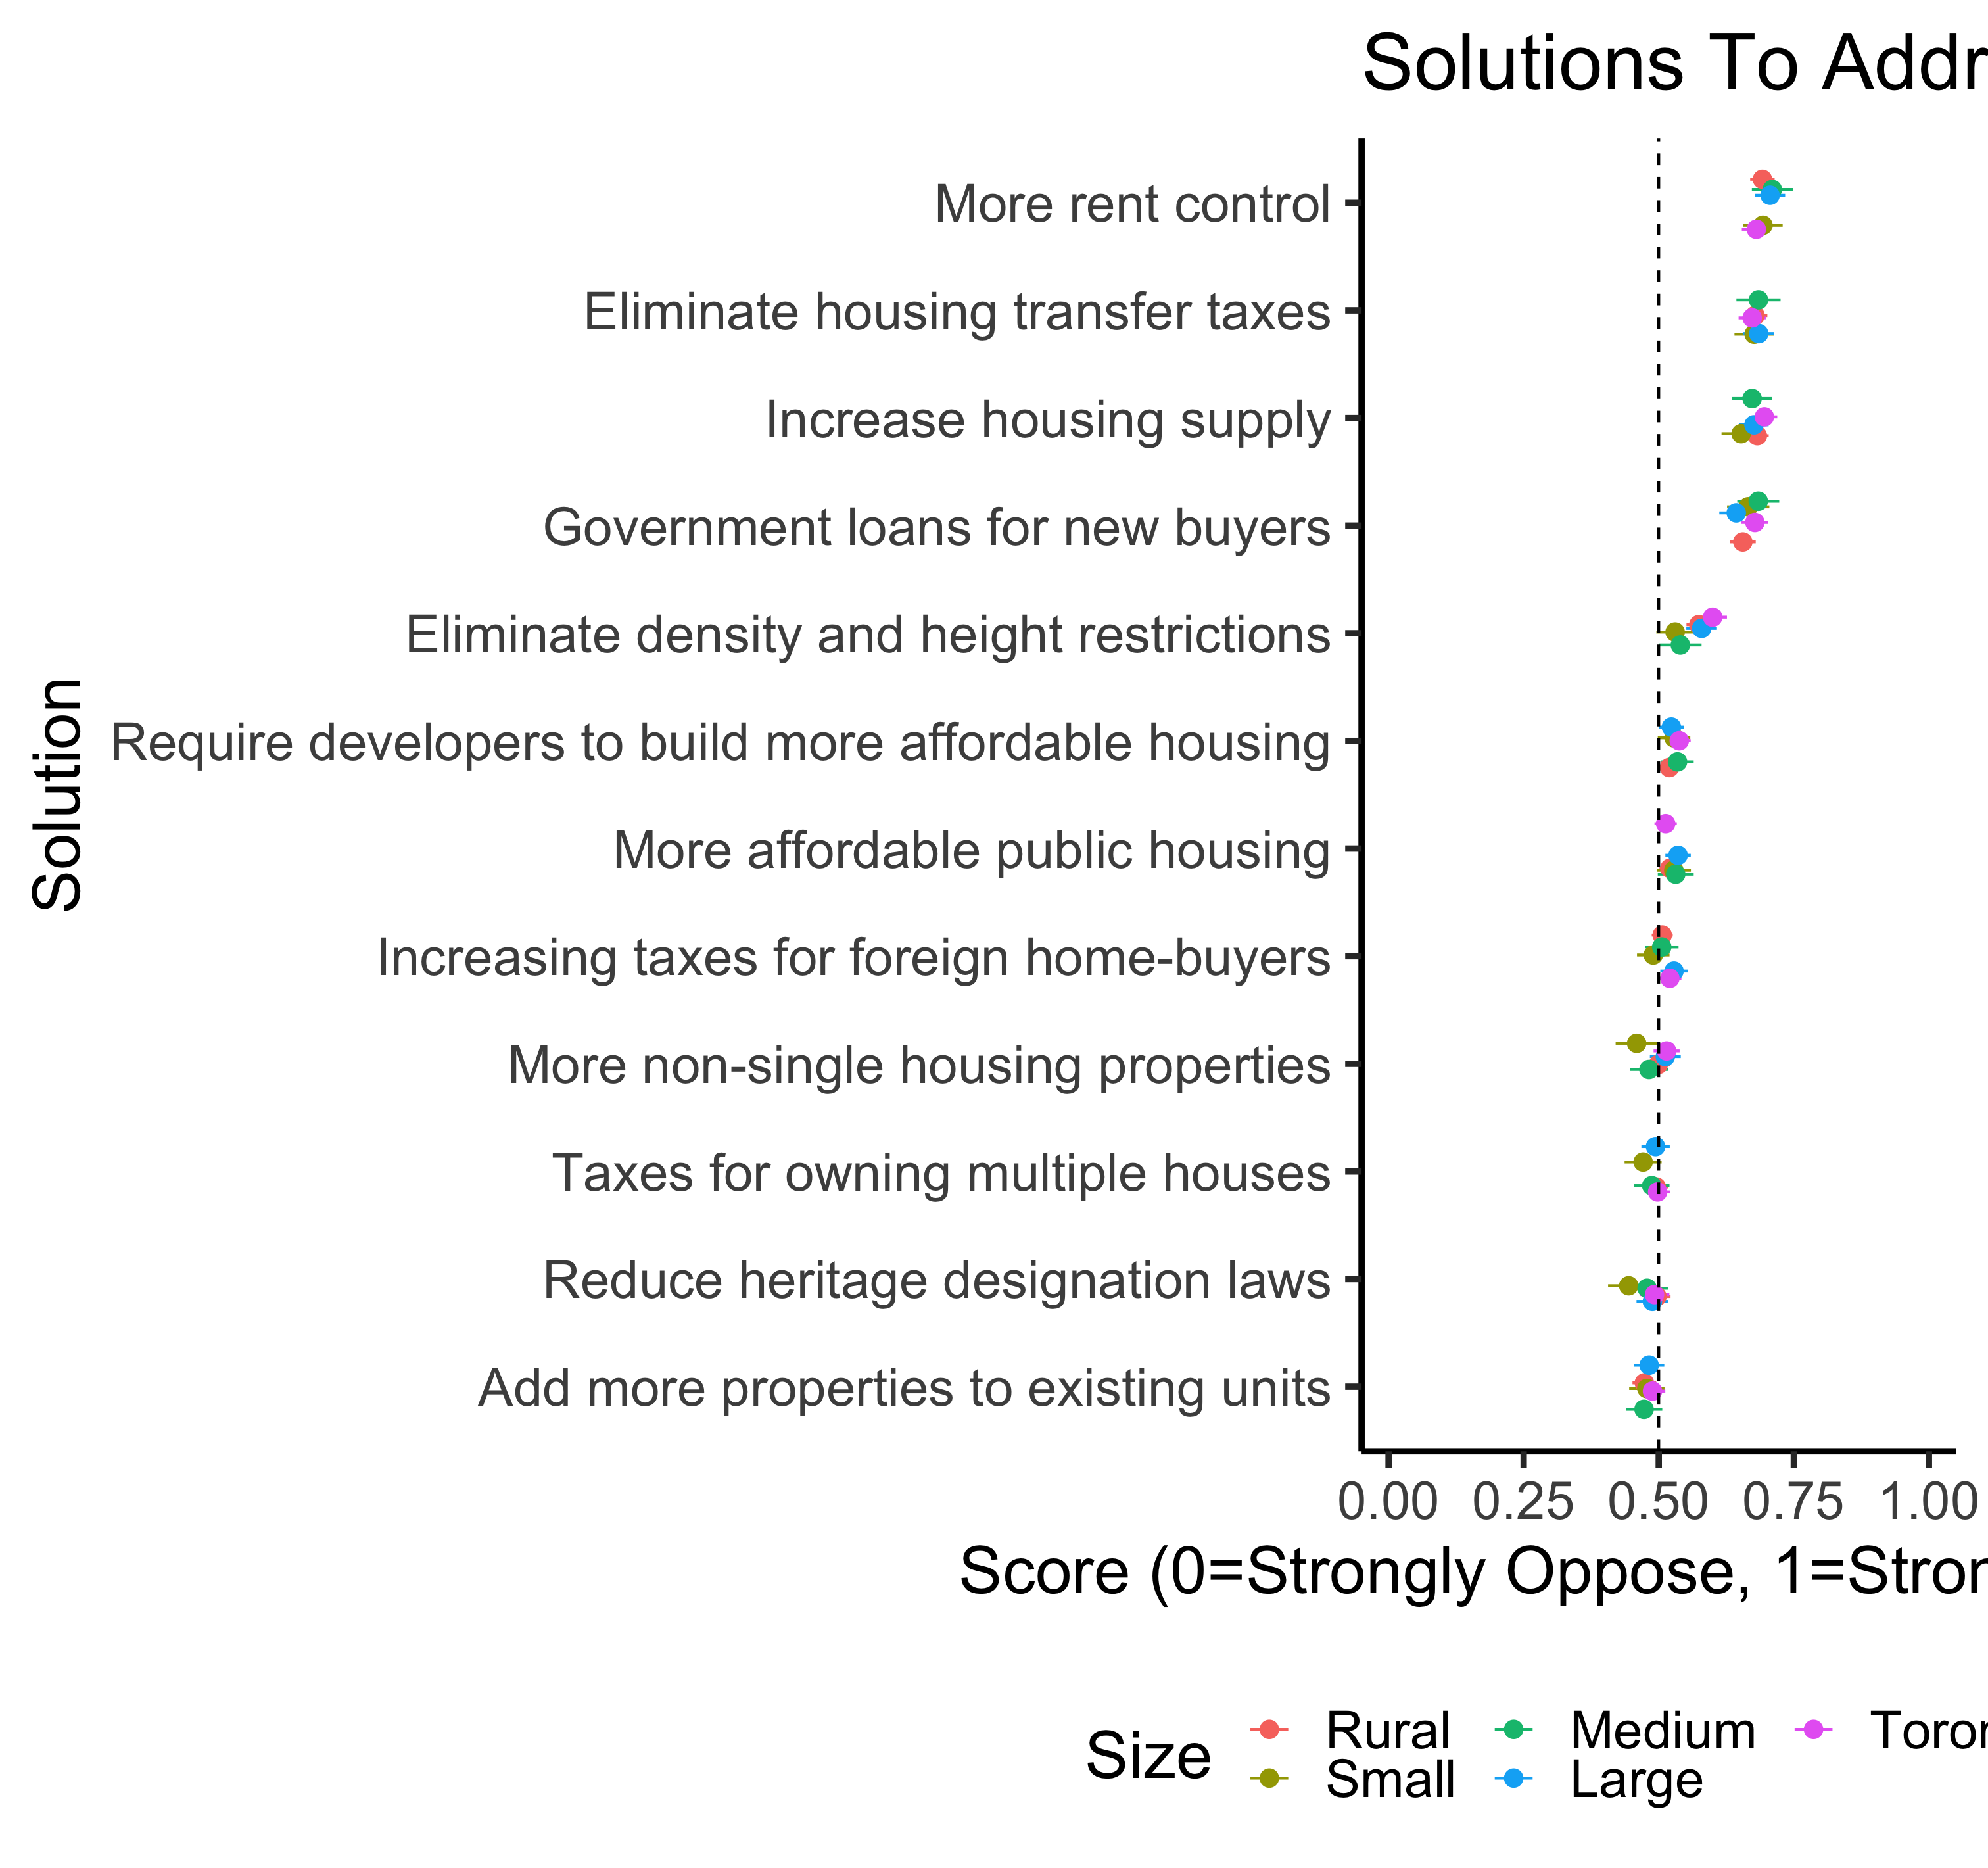 Solutions To Addr
Solution
More rent control
Eliminate housing transfer taxes
Increase housing supply
Government loans for new buyers
Eliminate density and height restrictions
Require developers to build more affordable housing
More affordable public housing
Increasing taxes for foreign home-buyers
More non-single housing properties
Taxes for owning multiple houses
Reduce heritage designation laws
Add more properties to existing units
0.00 0.25 0.50 0.75 1.00
Score (0=Strongly Oppose, 1=Stron
Size
Rural Medium Toron
Small Large